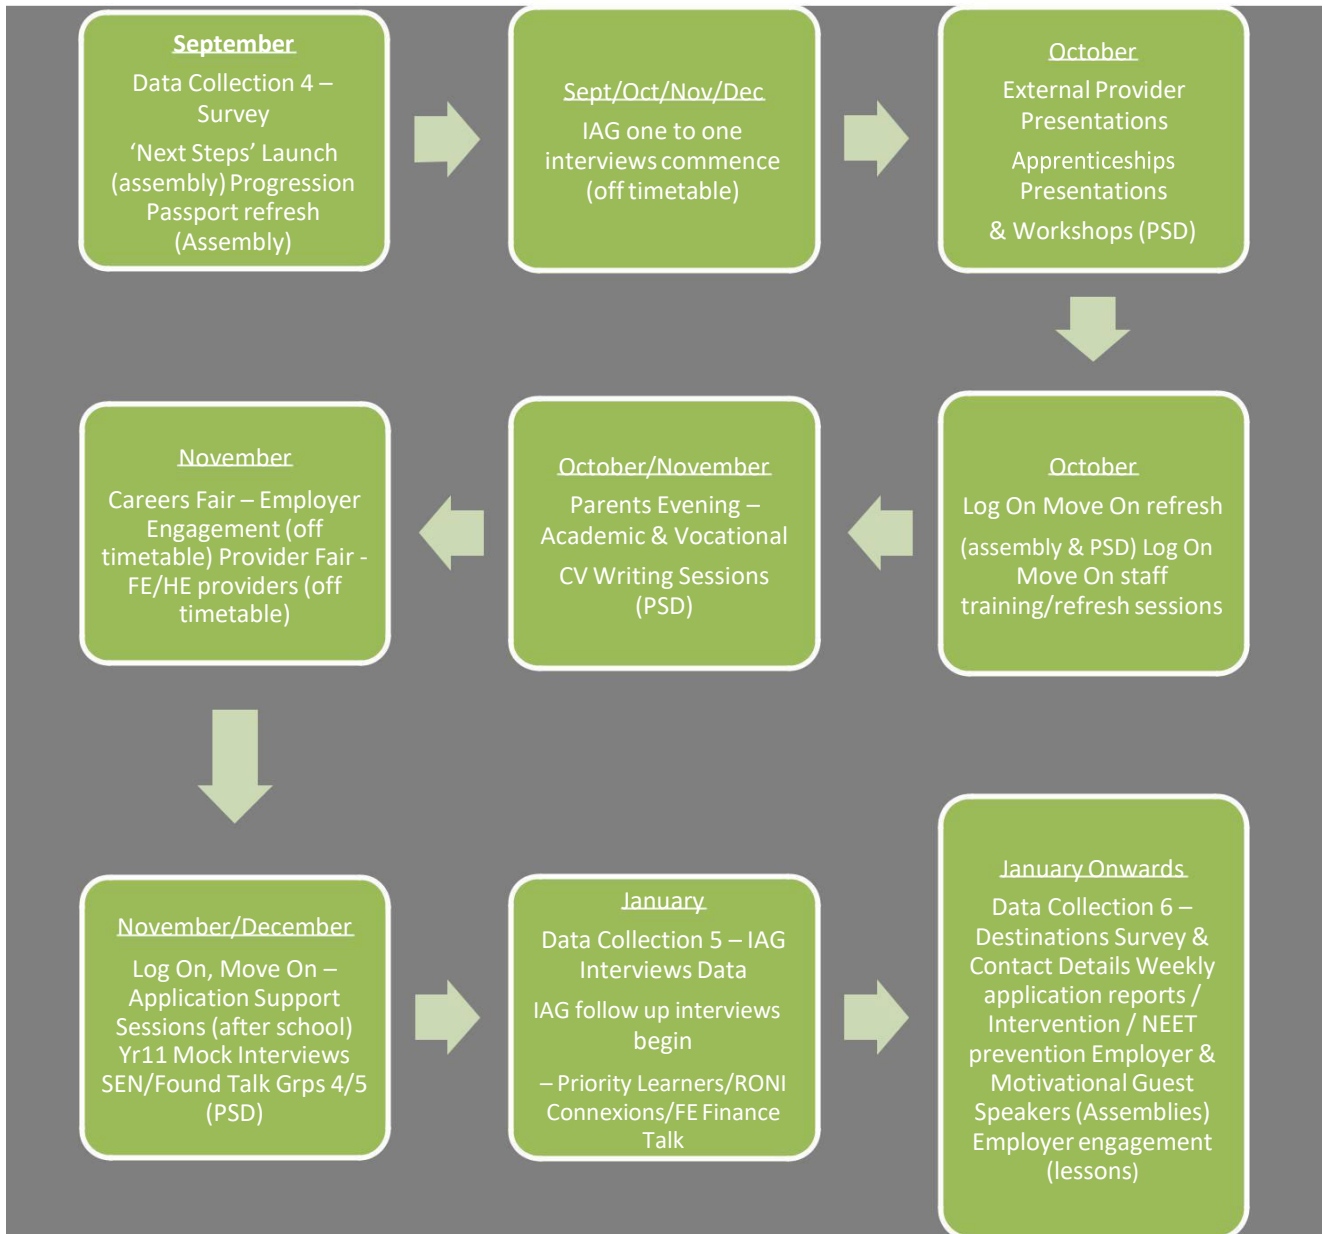 September
Data Collection 4 –
Survey
‘Next Steps’ Launch
(assembly) Progression
Passport refresh
(Assembly)
Sept/Oct/Nov/Dec
IAG one to one
interviews commence
(off timetable)
October
External Provider
Presentations
Apprenticeships
Presentations
& Workshops (PSD)
October
Log On Move On refresh
(assembly & PSD) Log On
Move On staff
training/refresh sessions
October/November
Parents Evening –
Academic & Vocational
CV Writing Sessions
(PSD)
November
Careers Fair – Employer
Engagement (off
timetable) Provider Fair -
FE/HE providers (off
timetable)
November/December
Log On, Move On –
Application Support
Sessions (after school)
Yr11 Mock Interviews
SEN/Found Talk Grps 4/5
(PSD)
January
Data Collection 5 – IAG
Interviews Data
IAG follow up interviews
begin
– Priority Learners/RONI
Connexions/FE Finance
Talk
January Onwards
Data Collection 6 –
Destinations Survey &
Contact Details Weekly
application reports /
Intervention / NEET
prevention Employer &
Motivational Guest
Speakers (Assemblies)
Employer engagement
(lessons)